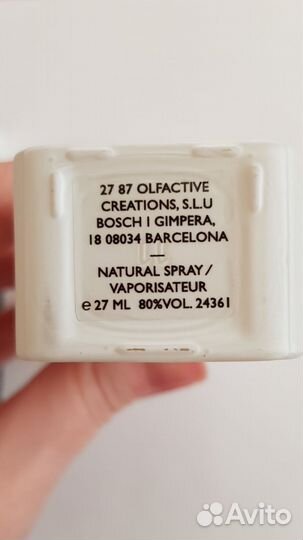 27 87 OLFACTIVE
CREATIONS, S.L.U
BOSCH I GIMPERA,
18 08034 BARCELONA
—
NATURAL SPRAY /
VAPORISATEUR
℮ 27 ML 80%VOL. 24361
Avito